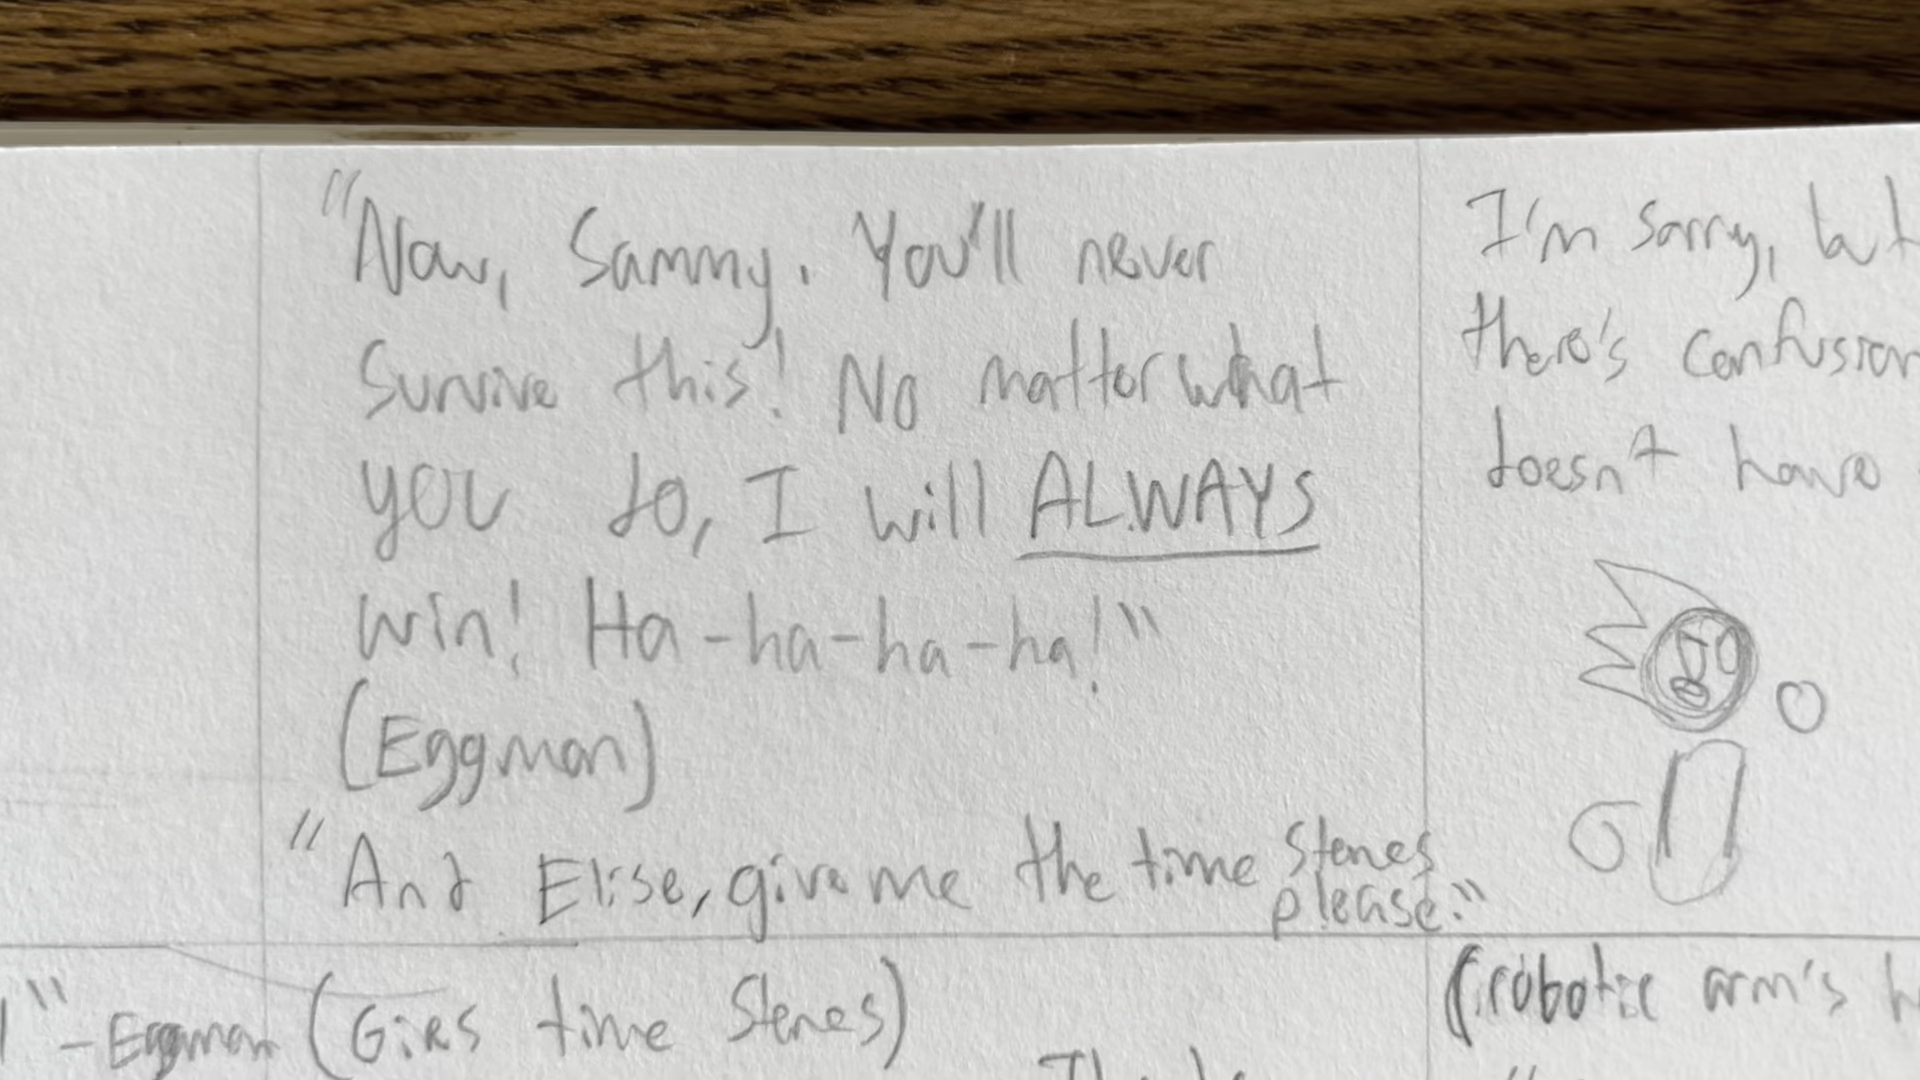 "Now, Sammy. You'll never
survive this! No matter what
you do, I will ALWAYS
win! Ha-ha-ha-ha!"
(Eggman)
"And Elise, give me the time stones
please."
I'm sorry, but
there's confusion
doesn't have
" - Eggman
(Gives time stones)
(robotic arm's